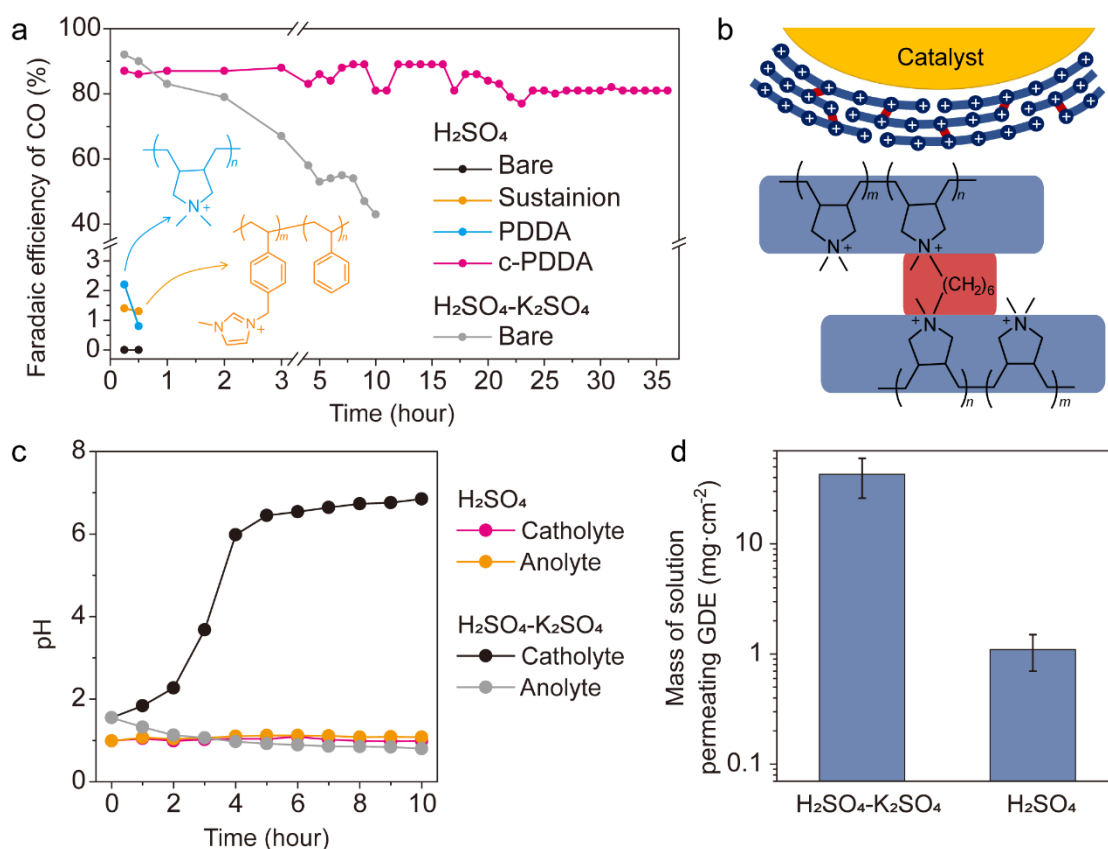 a
Faradaic efficiency of CO (%)
100
80
60
40
3
2
1
0
0 1 2 3 5 10 15 20 25 30 35
Time (hour)
H₂SO₄
Bare
Sustainion
PDDA
c-PDDA
H₂SO₄-K₂SO₄
Bare
n
N
+
m
n
N
N
+
b
Catalyst
+ + + + + + + + + + + + + + + + + + + + + + + +
m n
N + N +
(CH₂)₆
+ N + N
n m
c
pH
8
6
4
2
0
0 2 4 6 8 10
Time (hour)
H₂SO₄
Catholyte
Anolyte
H₂SO₄-K₂SO₄
Catholyte
Anolyte
d
Mass of solution
permeating GDE (mg·cm⁻²)
10
1
0.1
H₂SO₄-K₂SO₄ H₂SO₄